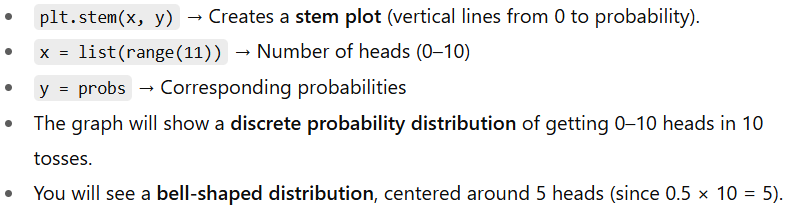 • plt.stem(x, y) → Creates a stem plot (vertical lines from 0 to probability).
• x = list(range(11)) → Number of heads (0–10)
• y = probs → Corresponding probabilities
• The graph will show a discrete probability distribution of getting 0–10 heads in 10
tosses.
• You will see a bell-shaped distribution, centered around 5 heads (since 0.5 × 10 = 5).